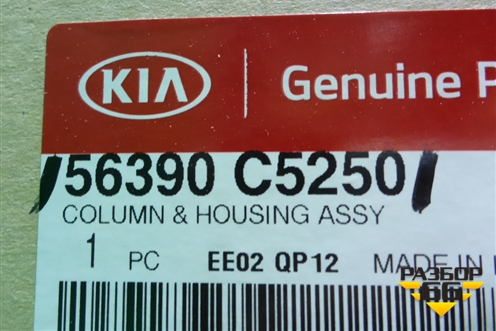 KIA
Genuine P
56390 C5250
COLUMN & HOUSING ASSY
1 PC EE02 QP12 MADE IN
РАЗБОР
66